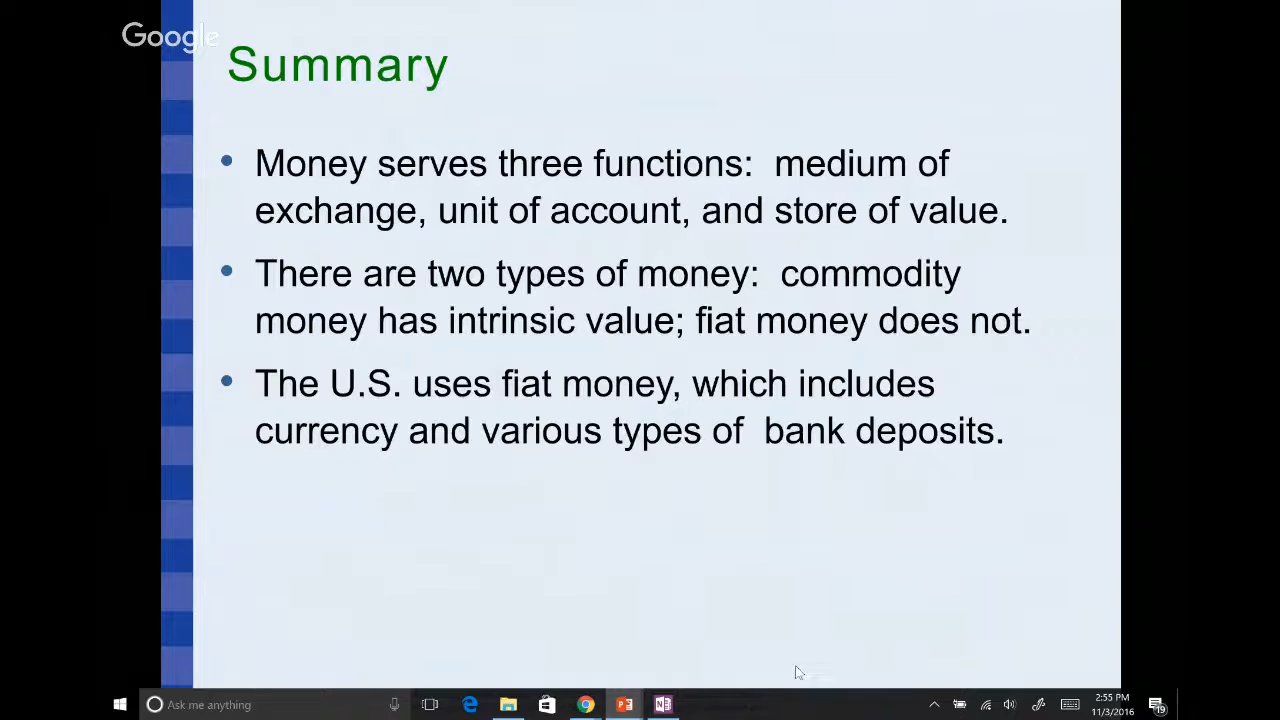 Google
Summary
• Money serves three functions:  medium of
exchange, unit of account, and store of value.
• There are two types of money:  commodity
money has intrinsic value; fiat money does not.
• The U.S. uses fiat money, which includes
currency and various types of  bank deposits.
Ask me anything
2:55 PM
11/3/2016
19